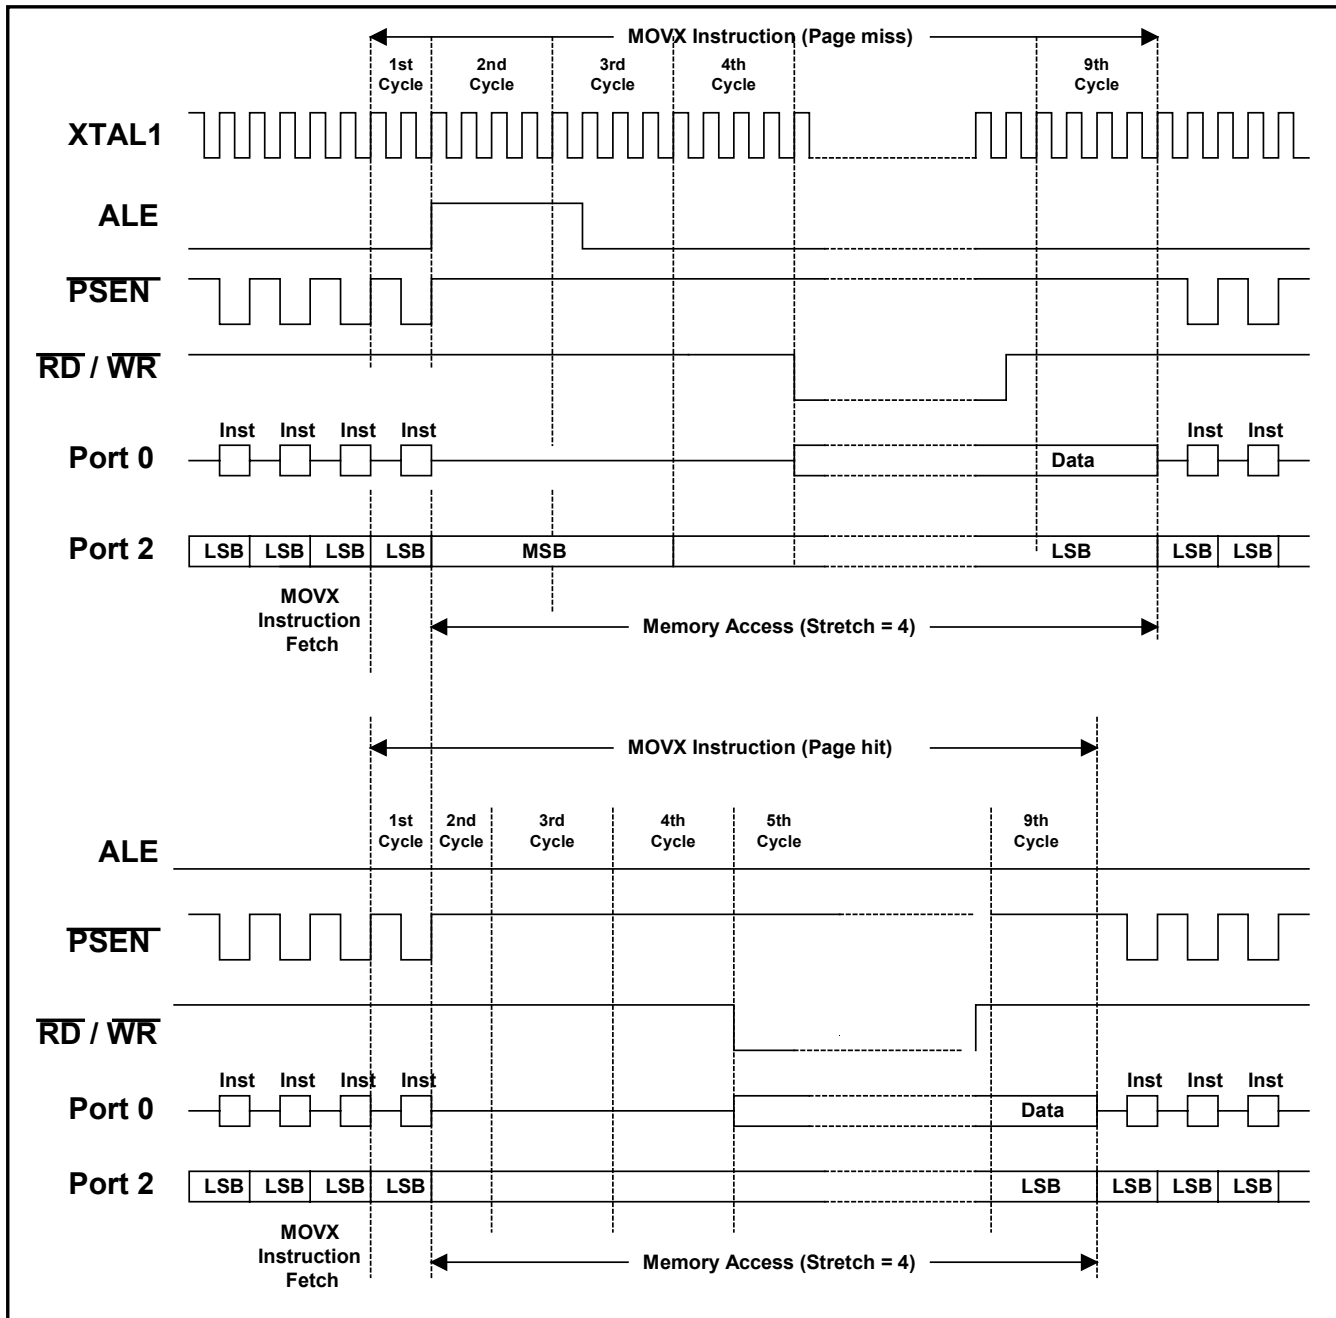 MOVX Instruction (Page miss)
1st
Cycle
2nd
Cycle
3rd
Cycle
4th
Cycle
9th
Cycle
XTAL1
ALE
PSEN
RD / WR
Inst Inst Inst Inst Inst Inst
Port 0
Data
Port 2
LSB LSB LSB LSB MSB LSB LSB LSB
MOVX
Instruction
Fetch
Memory Access (Stretch = 4)
MOVX Instruction (Page hit)
1st
Cycle
2nd
Cycle
3rd
Cycle
4th
Cycle
5th
Cycle
9th
Cycle
ALE
PSEN
RD / WR
Inst Inst Inst Inst Inst Inst Inst
Port 0
Data
Port 2
LSB LSB LSB LSB LSB LSB LSB LSB
MOVX
Instruction
Fetch
Memory Access (Stretch = 4)